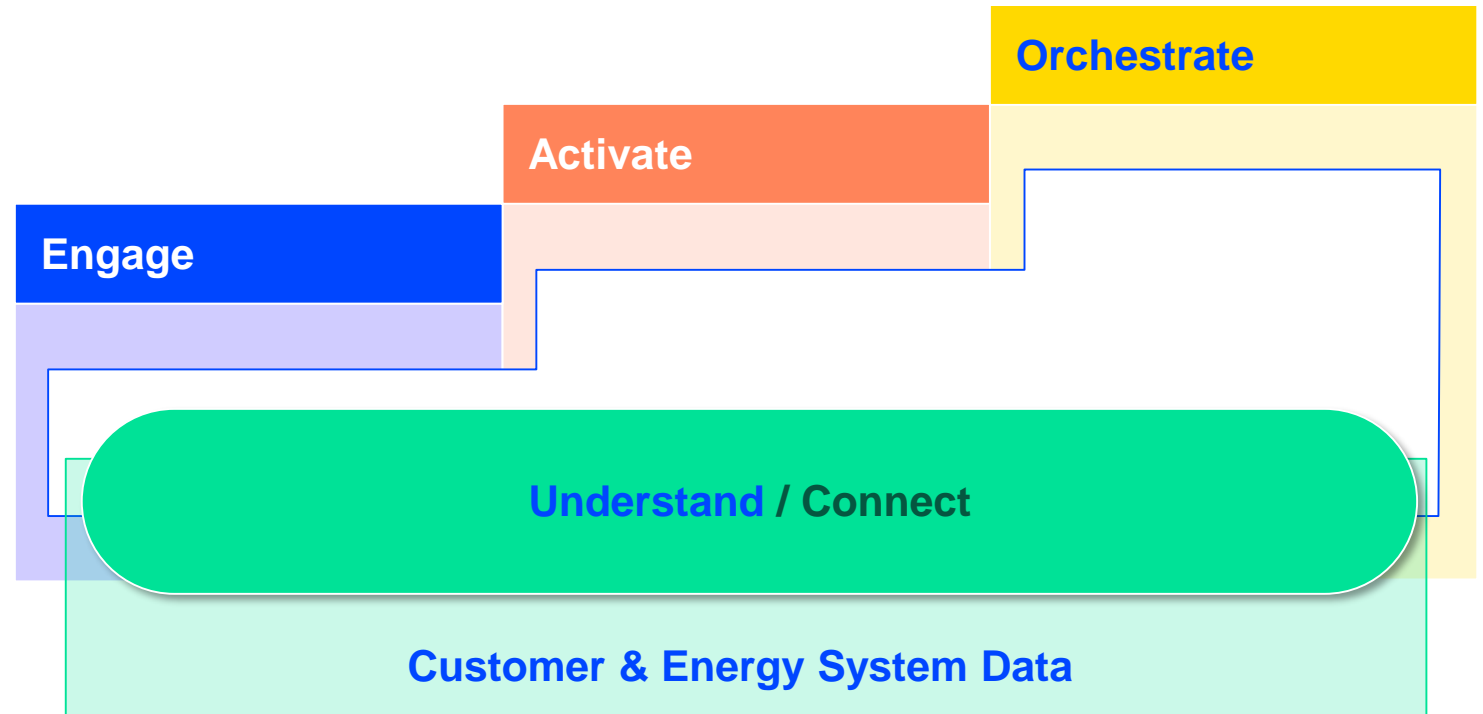 Orchestrate
Activate
Engage
Understand / Connect
Customer & Energy System Data